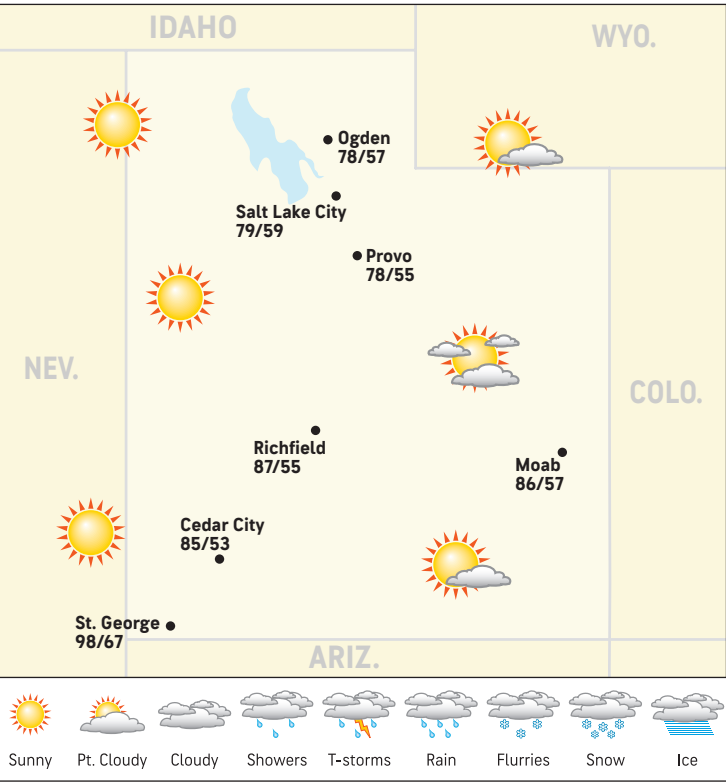 IDAHO
WYO.
Ogden
78/57
Salt Lake City
79/59
Provo
78/55
NEV.
COLO.
Richfield
87/55
Moab
86/57
Cedar City
85/53
St. George
98/67
ARIZ.
Sunny
Pt. Cloudy
Cloudy
Showers
T-storms
Rain
Flurries
Snow
Ice